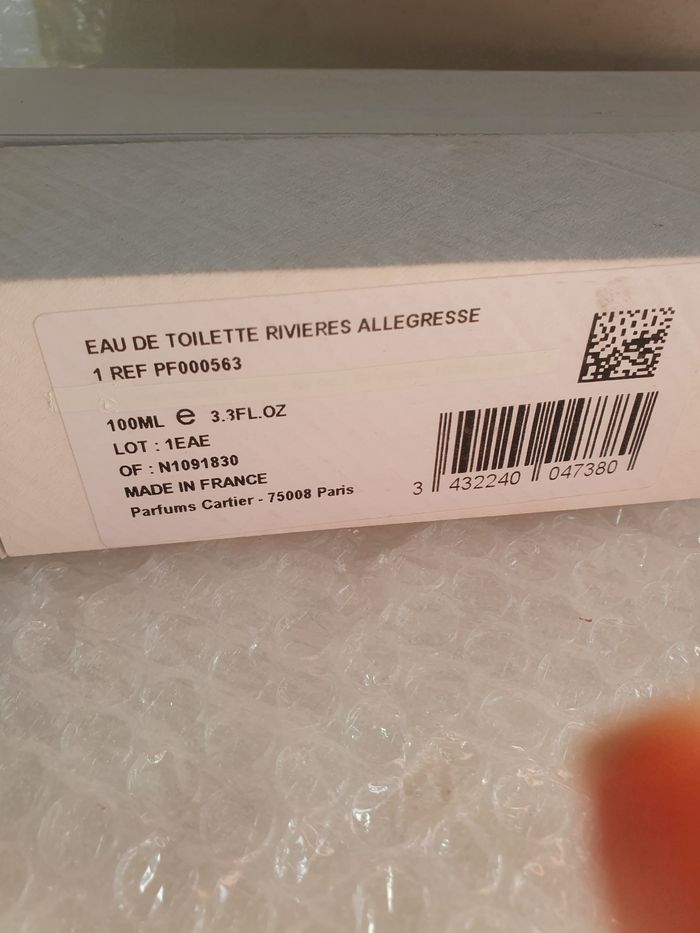 EAU DE TOILETTE RIVIERES ALLEGRESSE
1 REF PF000563
100ML e 3.3FL.OZ
LOT : 1EAE
OF : N1091830
MADE IN FRANCE
Parfums Cartier - 75008 Paris
3 432240 047380